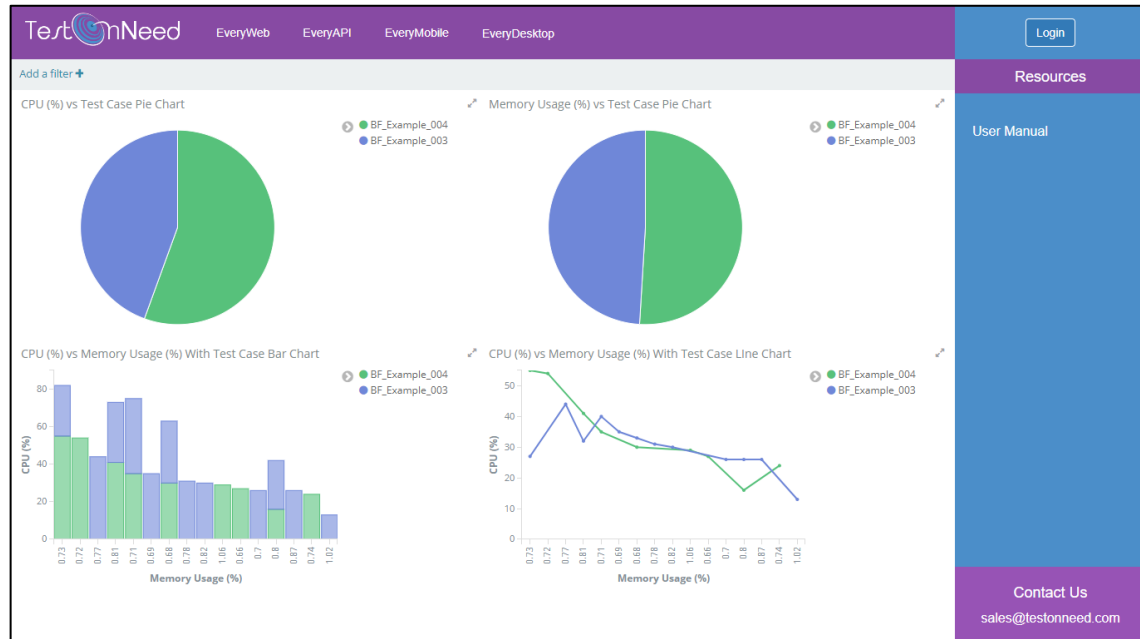 TestOnNeed EveryWeb EveryAPI EveryMobile EveryDesktop
Login
Resources
User Manual
Add a filter +
CPU (%) vs Test Case Pie Chart
BF_Example_004
BF_Example_003
Memory Usage (%) vs Test Case Pie Chart
BF_Example_004
BF_Example_003
CPU (%) vs Memory Usage (%) With Test Case Bar Chart
BF_Example_004
BF_Example_003
CPU (%)
80
60
40
20
0
0.73 0.72 0.77 0.81 0.71 0.69 0.68 0.78 0.82 1.06 0.66 0.7 0.8 0.87 0.74 1.02
Memory Usage (%)
CPU (%) vs Memory Usage (%) With Test Case LIne Chart
BF_Example_004
BF_Example_003
CPU (%)
50
40
30
20
10
0
0.73 0.72 0.77 0.81 0.71 0.69 0.68 0.78 0.82 1.06 0.66 0.7 0.8 0.87 0.74 1.02
Memory Usage (%)
Contact Us
sales@testonneed.com